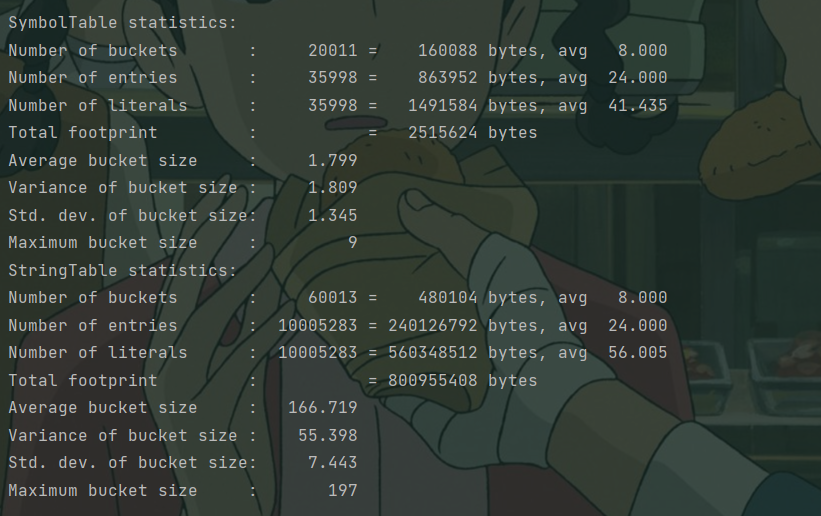 SymbolTable statistics:
Number of buckets       :     20011 =    160088 bytes, avg   8.000
Number of entries       :     35998 =    863952 bytes, avg  24.000
Number of literals      :     35998 =   1491584 bytes, avg  41.435
Total footprint         :           =   2515624 bytes
Average bucket size     :     1.799
Variance of bucket size :     1.809
Std. dev. of bucket size:     1.345
Maximum bucket size     :         9
StringTable statistics:
Number of buckets       :     60013 =    480104 bytes, avg   8.000
Number of entries       :  10005283 = 240126792 bytes, avg  24.000
Number of literals      :  10005283 = 560348512 bytes, avg  56.005
Total footprint         :           = 800955408 bytes
Average bucket size     :   166.719
Variance of bucket size :    55.398
Std. dev. of bucket size:     7.443
Maximum bucket size     :       197